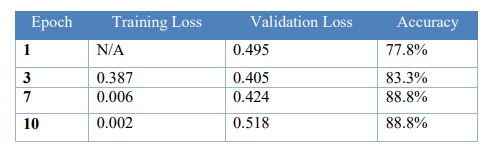 Epoch Training Loss Validation Loss Accuracy
1 N/A 0.495 77.8%
3 0.387 0.405 83.3%
7 0.006 0.424 88.8%
10 0.002 0.518 88.8%